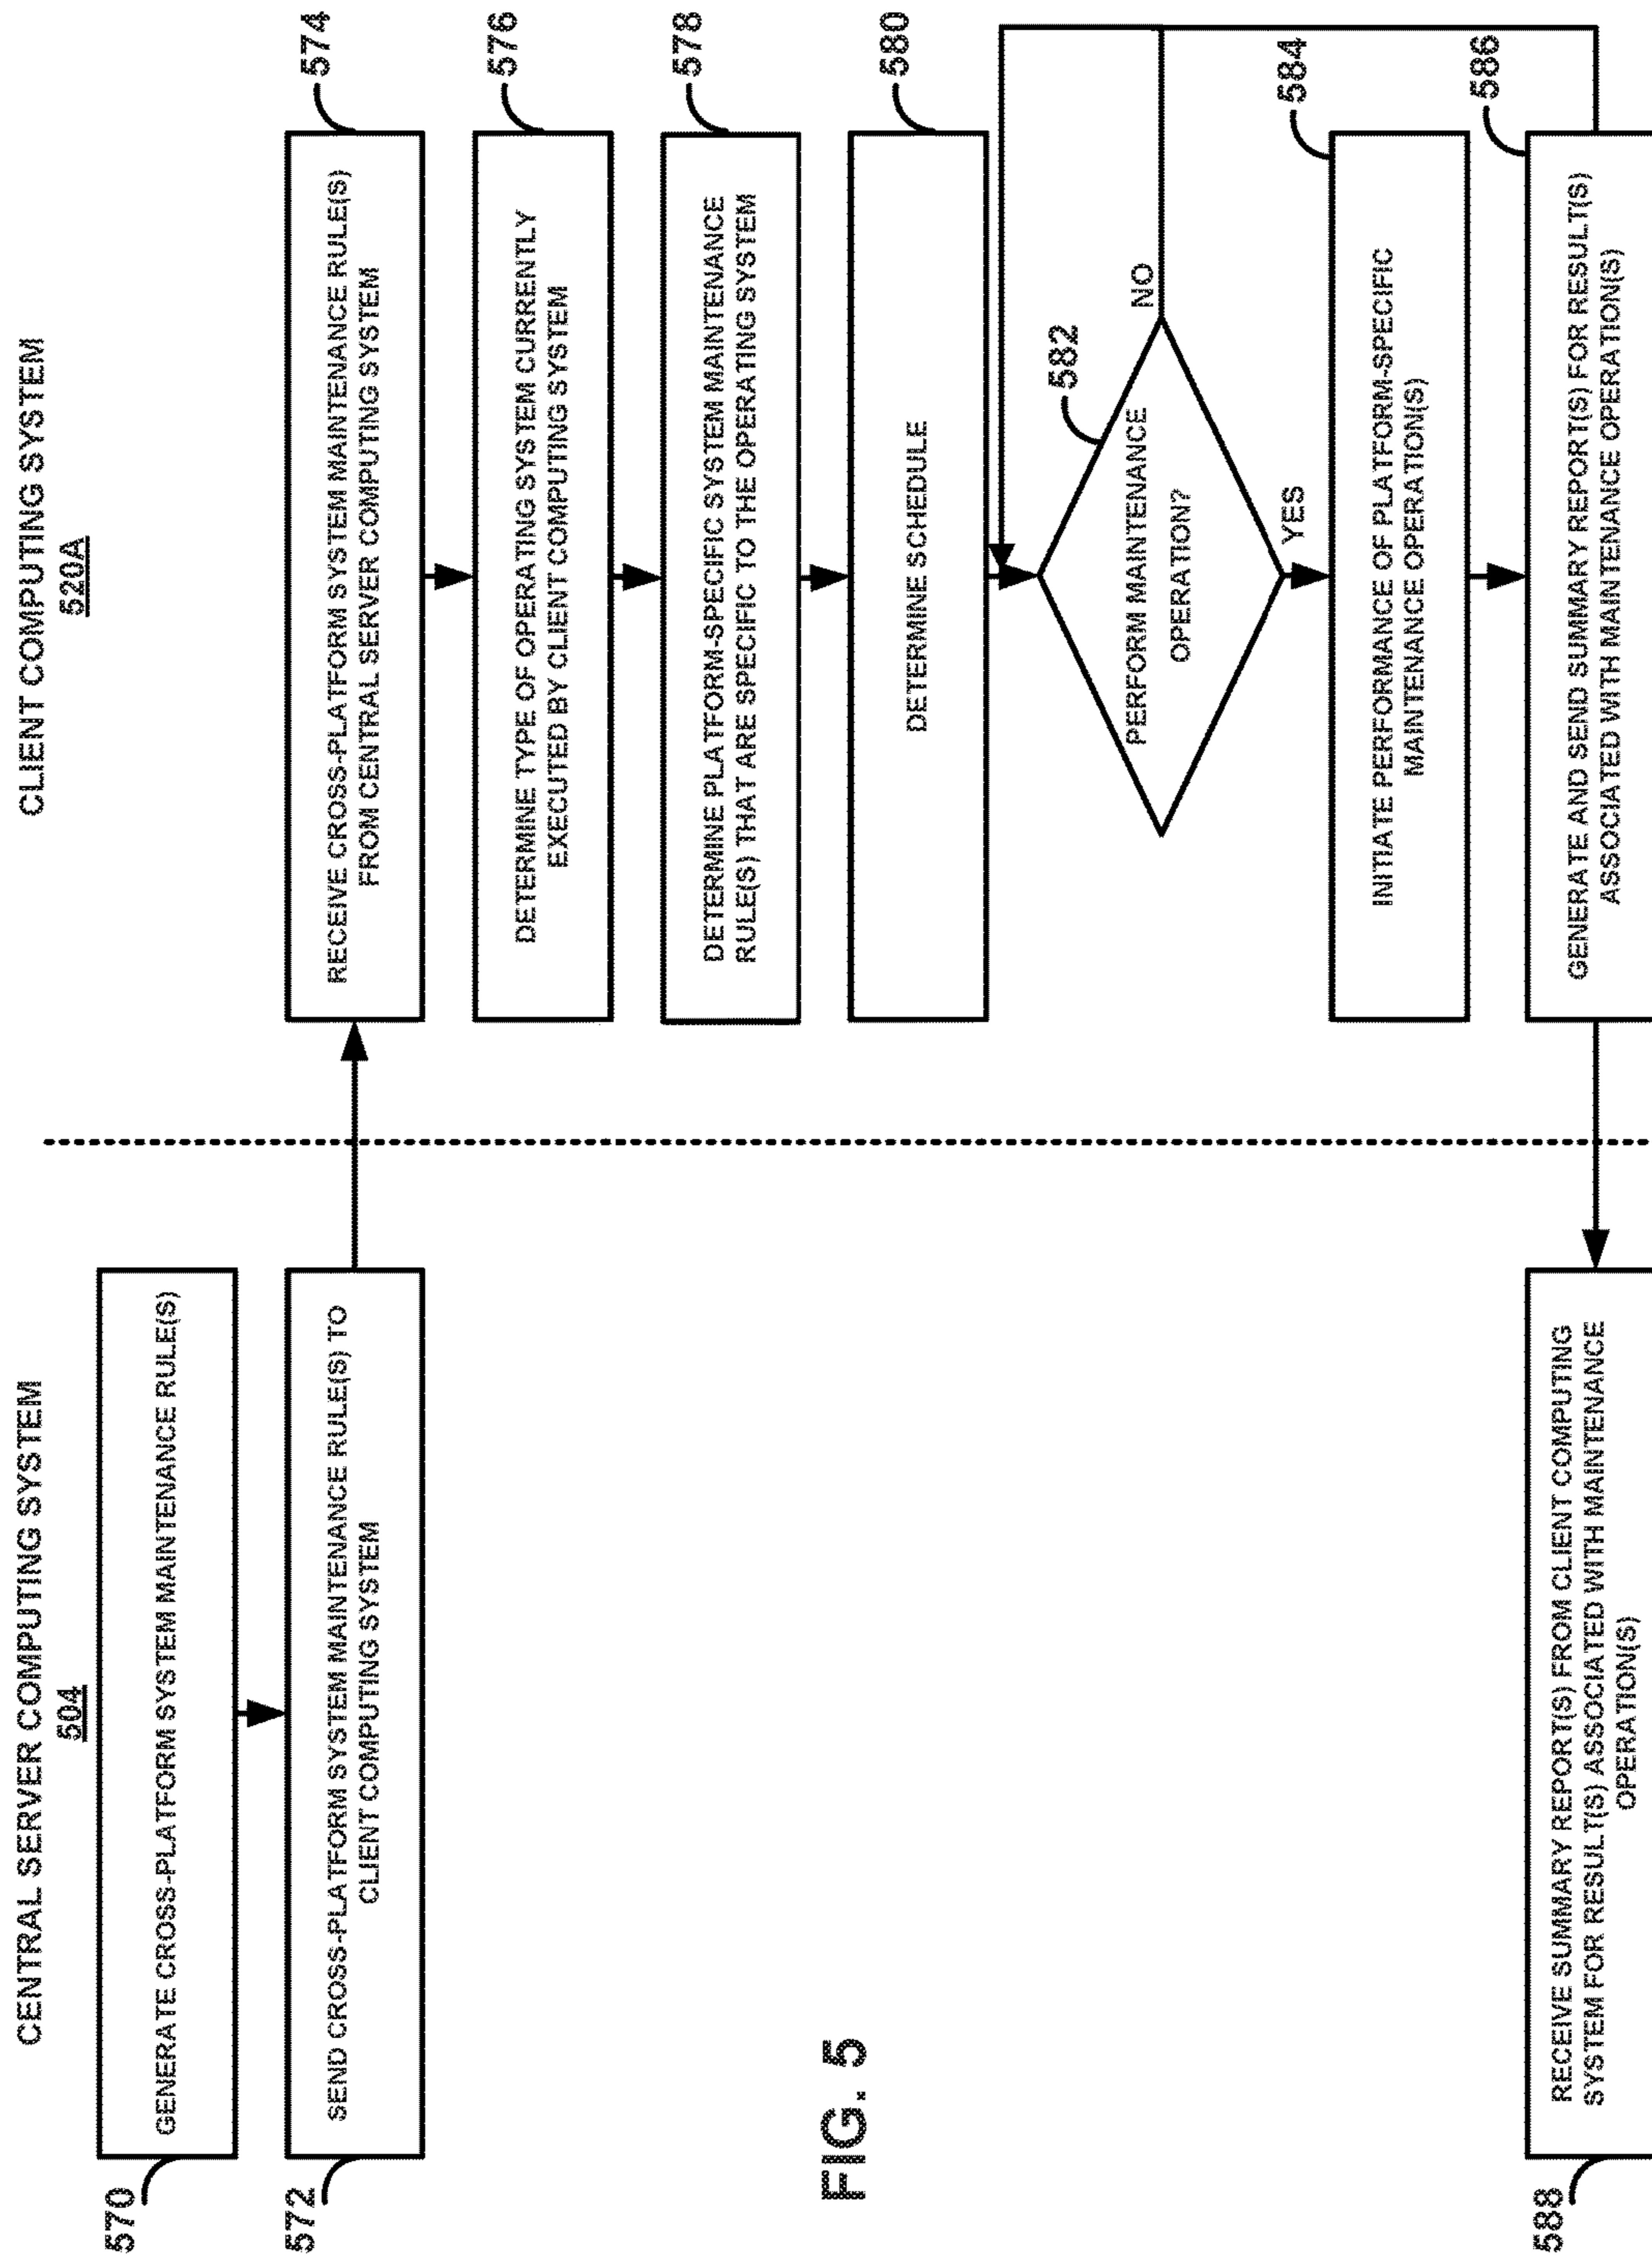 CENTRAL SERVER COMPUTING SYSTEM
504
570
GENERATE CROSS-PLATFORM SYSTEM MAINTENANCE RULE(S)
572
SEND CROSS-PLATFORM SYSTEM MAINTENANCE RULE(S) TO
CLIENT COMPUTING SYSTEM
CLIENT COMPUTING SYSTEM
520A
574
RECEIVE CROSS-PLATFORM SYSTEM MAINTENANCE RULE(S)
FROM CENTRAL SERVER COMPUTING SYSTEM
576
DETERMINE TYPE OF OPERATING SYSTEM CURRENTLY
EXECUTED BY CLIENT COMPUTING SYSTEM
578
DETERMINE PLATFORM-SPECIFIC SYSTEM MAINTENANCE
RULE(S) THAT ARE SPECIFIC TO THE OPERATING SYSTEM
580
DETERMINE SCHEDULE
582
PERFORM MAINTENANCE
OPERATION?
NO
YES
584
INITIATE PERFORMANCE OF PLATFORM-SPECIFIC
MAINTENANCE OPERATION(S)
586
GENERATE AND SEND SUMMARY REPORT(S) FOR RESULT(S)
ASSOCIATED WITH MAINTENANCE OPERATION(S)
588
RECEIVE SUMMARY REPORT(S) FROM CLIENT COMPUTING
SYSTEM FOR RESULT(S) ASSOCIATED WITH MAINTENANCE
OPERATION(S)
FIG. 5